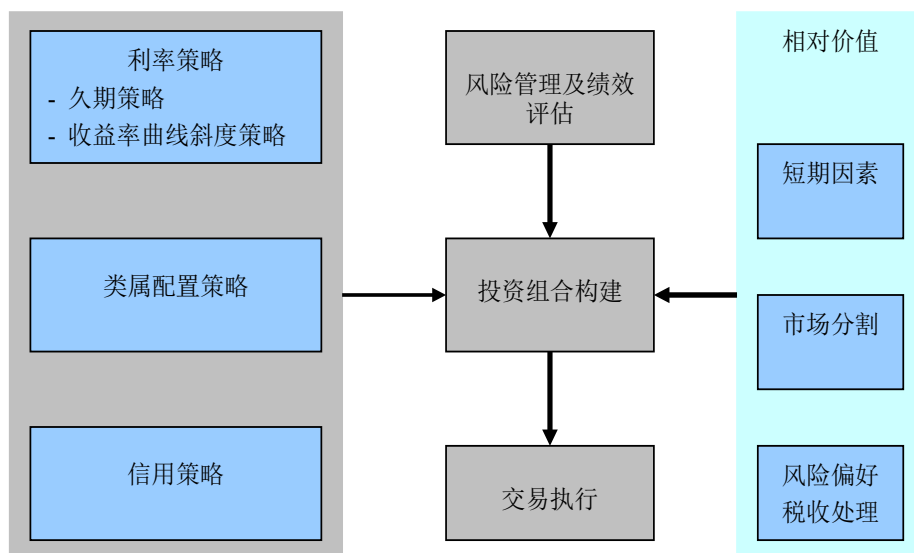 利率策略
- 久期策略
- 收益率曲线斜度策略
类属配置策略
信用策略
风险管理及绩效
评估
投资组合构建
交易执行
相对价值
短期因素
市场分割
风险偏好
税收处理